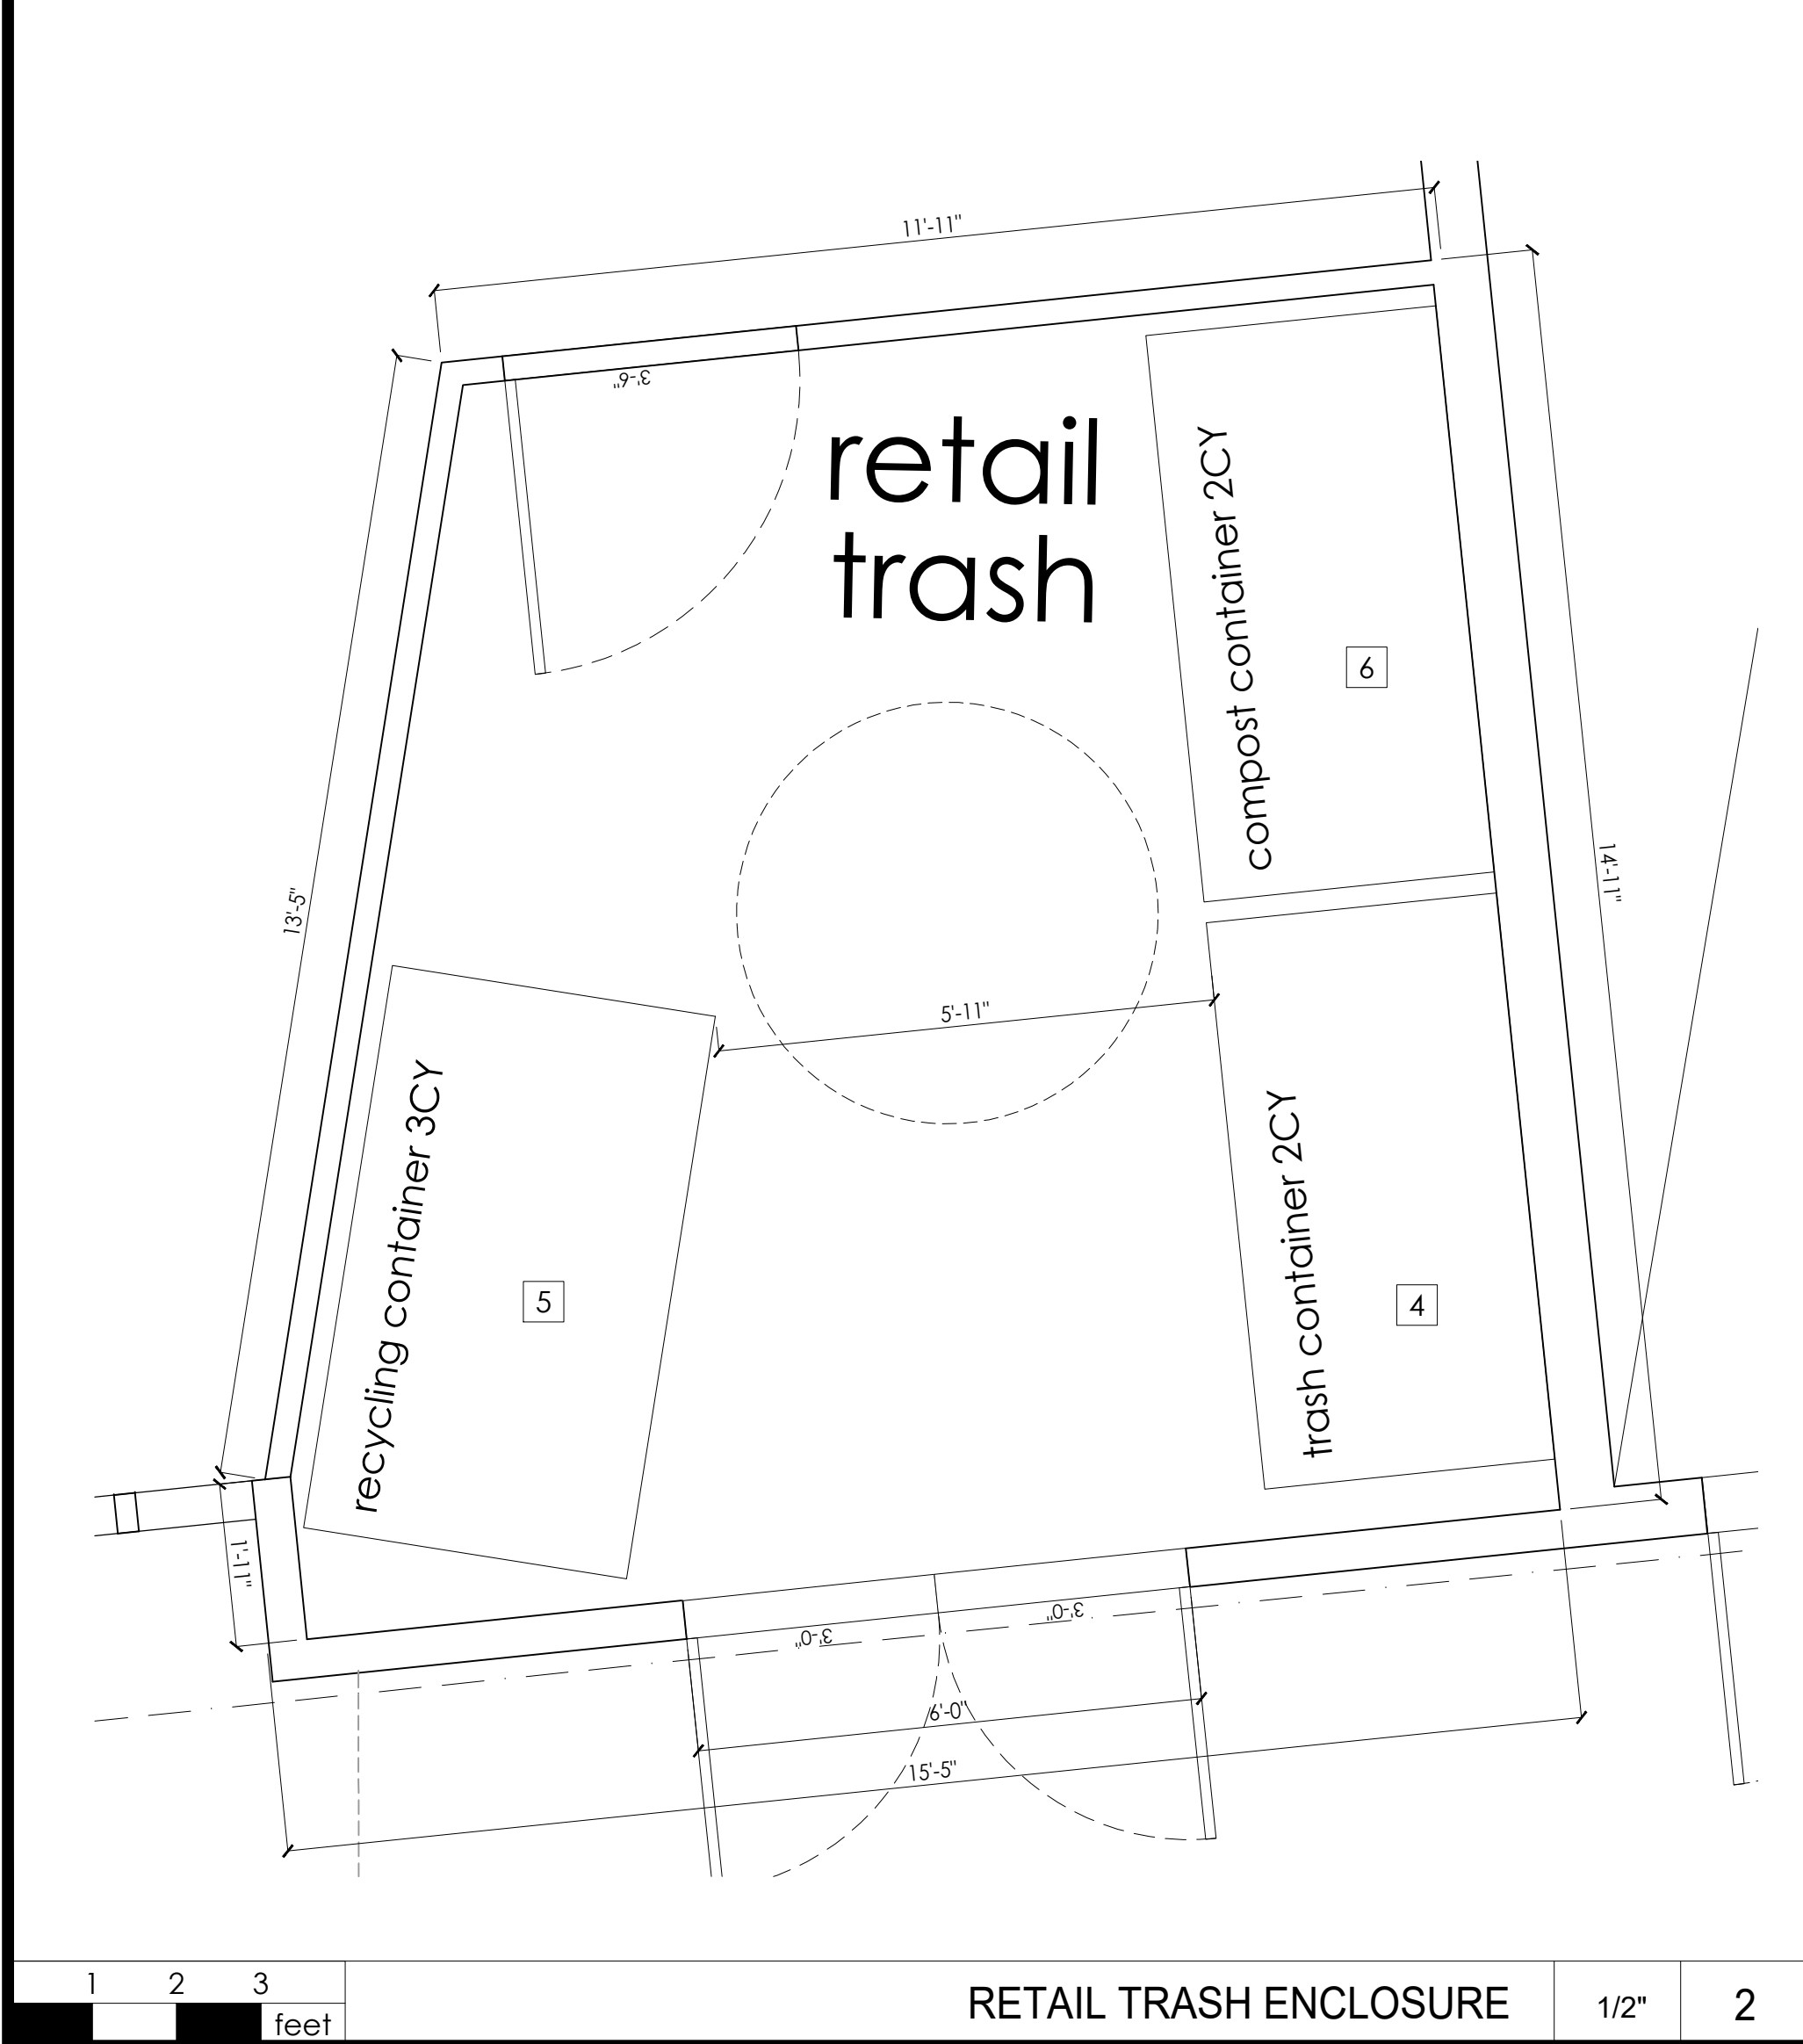 11'-11"
3'-6"
retail
trash
compost container 2CY
6
14'-11"
13'-5"
5'-11"
recycling container 3CY
5
trash container 2CY
4
1'-11"
3'-0"
3'-0"
6'-0"
15'-5"
1 2 3
feet
RETAIL TRASH ENCLOSURE
1/2"
2